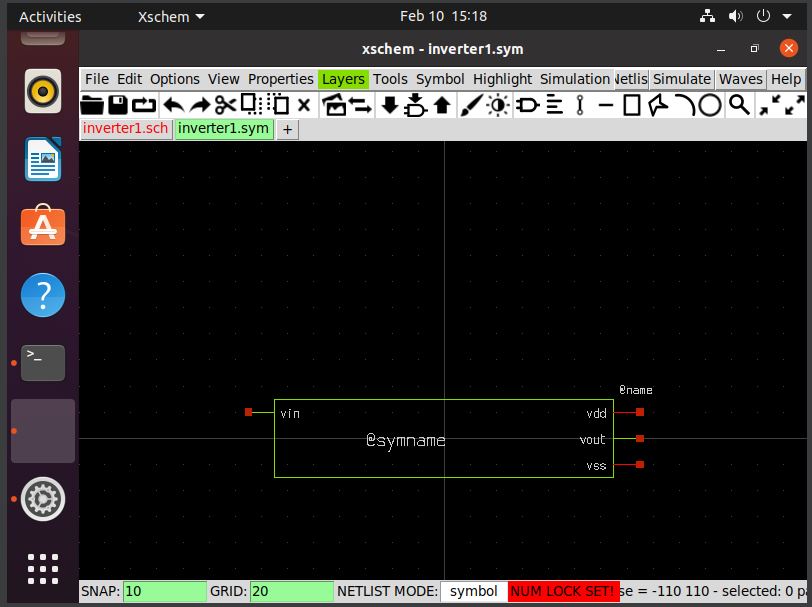 Activities
Xschem
Feb 10 15:18
xschem - inverter1.sym
File Edit Options View Properties Layers Tools Symbol Highlight Simulation Netlis Simulate Waves Help
inverter1.sch inverter1.sym +
@name
vin
vdd
@symname
vout
vss
SNAP: 10 GRID: 20 NETLIST MODE: symbol NUM LOCK SET! se = -110 110 - selected: 0 p